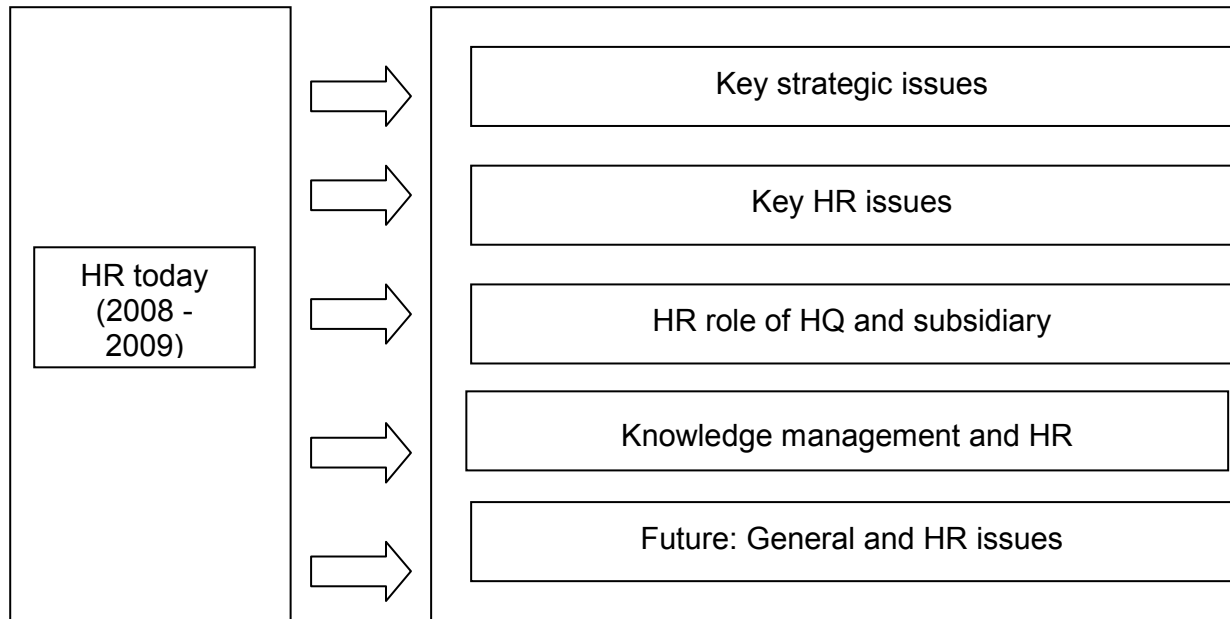 HR today
(2008 -
2009)
Key strategic issues
Key HR issues
HR role of HQ and subsidiary
Knowledge management and HR
Future: General and HR issues